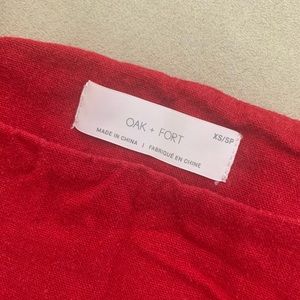 OAK + FORT
XS/SP
MADE IN CHINA | FABRIQUÉ EN CHINE